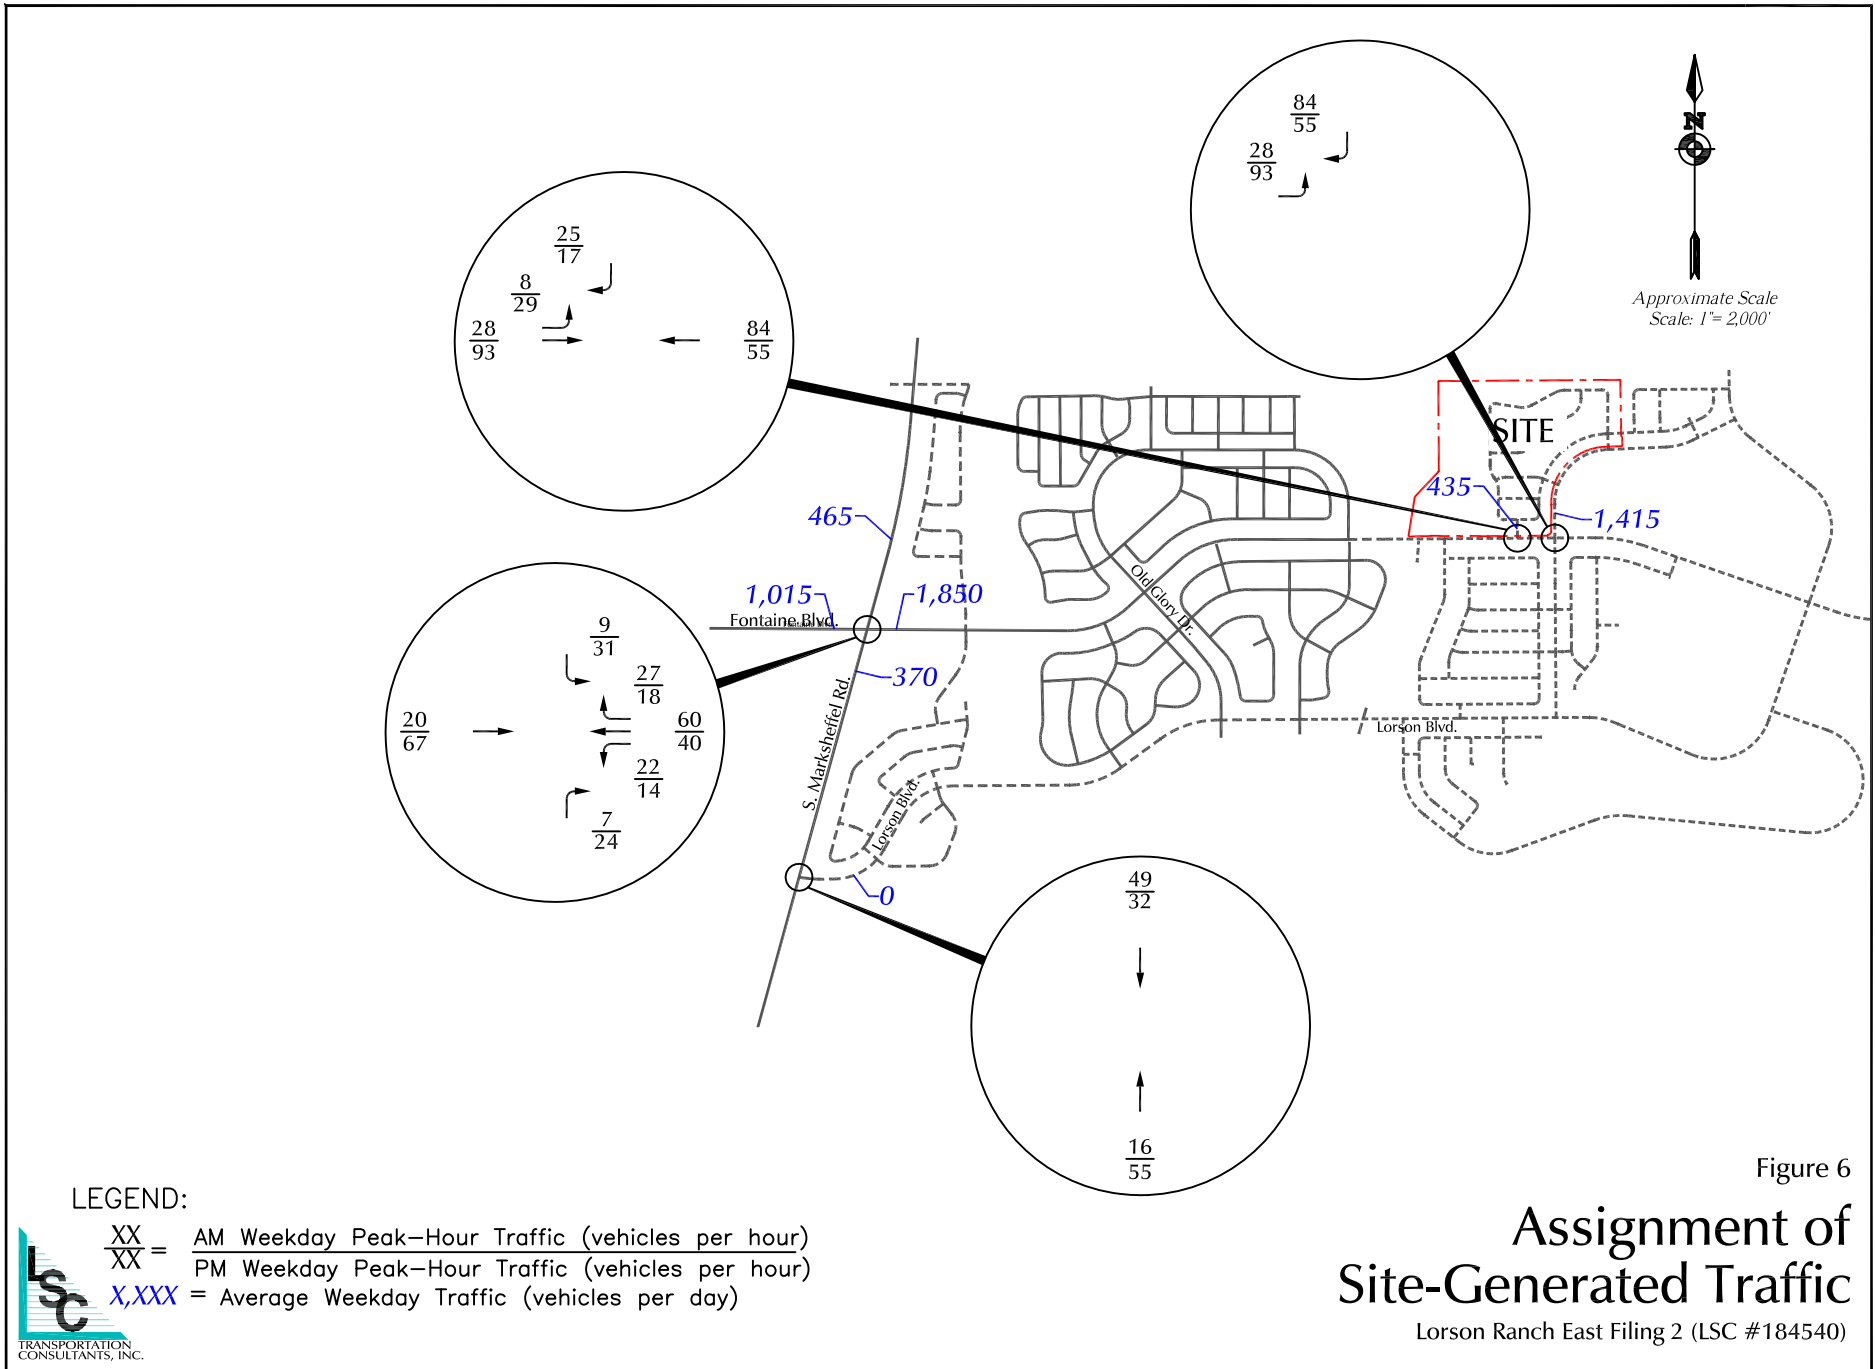 84
55
28
93
N
Approximate Scale
Scale: 1"= 2,000'
25
17
8
29
28
93
84
55
SITE
435
1,415
465
1,015
1,850
Fontaine Blvd.
Old Glory Dr.
370
S. Marksheffel Rd.
Lorson Blvd.
Lorson Blvd.
0
9
31
27
18
20
67
60
40
22
14
7
24
49
32
16
55
LEGEND:
XX
XX = AM Weekday Peak-Hour Traffic (vehicles per hour)
PM Weekday Peak-Hour Traffic (vehicles per hour)
X,XXX = Average Weekday Traffic (vehicles per day)
LSC
TRANSPORTATION
CONSULTANTS, INC.
Figure 6
Assignment of
Site-Generated Traffic
Lorson Ranch East Filing 2 (LSC #184540)